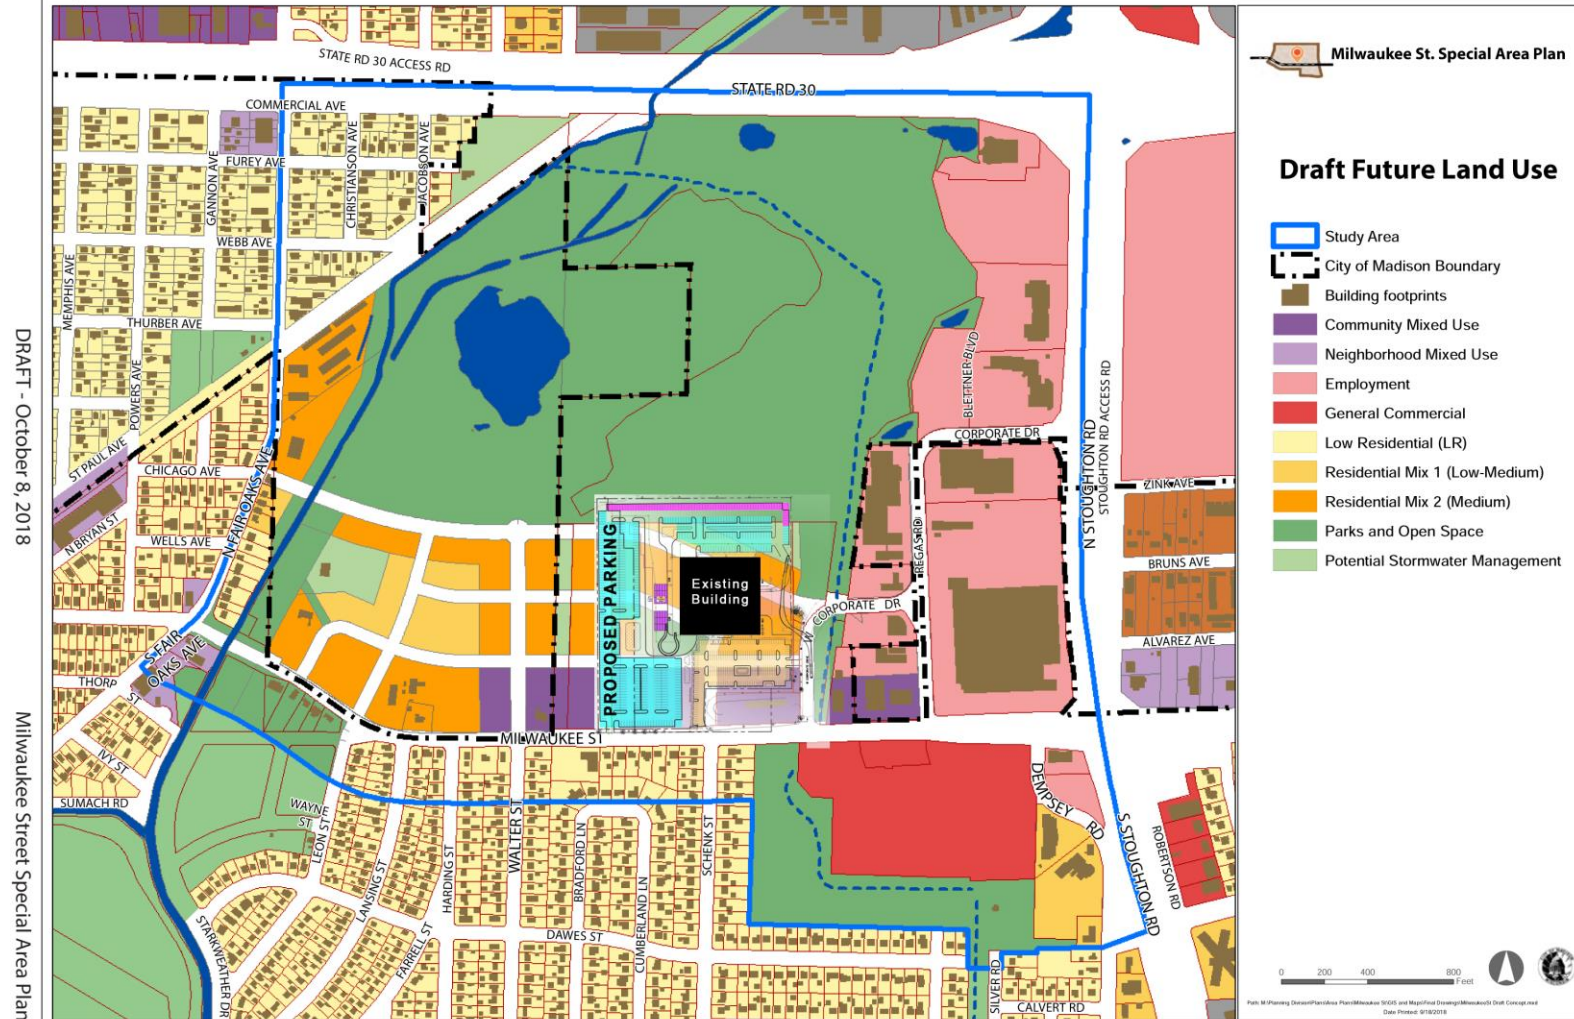 STATE RD 30 ACCESS RD
STATE RD 30
COMMERCIAL AVE
FUREY AVE
GANNON AVE
CHRISTIANSON AVE
JACOBSON AVE
WEBB AVE
MEMPHIS AVE
THURBER AVE
POWERS AVE
ST PAUL AVE
CHICAGO AVE
N FAIR OAKS AVE
N BRYAN ST
WELLS AVE
S FAIR
OAKS AVE
THORP
ST
IVY ST
SUMACH RD
WAYNE
ST
LEON ST
LANSING ST
HARDING ST
WALTER ST
BRADFORD LN
CUMBERLAND LN
SCHENK ST
FARRELL ST
STARKWEATHER DR
DAWES ST
MILWAUKEE ST
PROPOSED PARKING
Existing
Building
CORPORATE DR
REGAS RD
CORPORATE DR
BLETTNER BLVD
N STOUGHTON RD
STOUGHTON RD ACCESS RD
ZINK AVE
BRUNS AVE
ALVAREZ AVE
DEMPSEY
RD
S STOUGHTON RD
ROBERTSON RD
SILVER RD
CALVERT RD
DRAFT - October 8, 2018
Milwaukee Street Special Area Plan
Milwaukee St. Special Area Plan
Draft Future Land Use
Study Area
City of Madison Boundary
Building footprints
Community Mixed Use
Neighborhood Mixed Use
Employment
General Commercial
Low Residential (LR)
Residential Mix 1 (Low-Medium)
Residential Mix 2 (Medium)
Parks and Open Space
Potential Stormwater Management
0 200 400 800
Feet
Date Printed: 9/18/2018